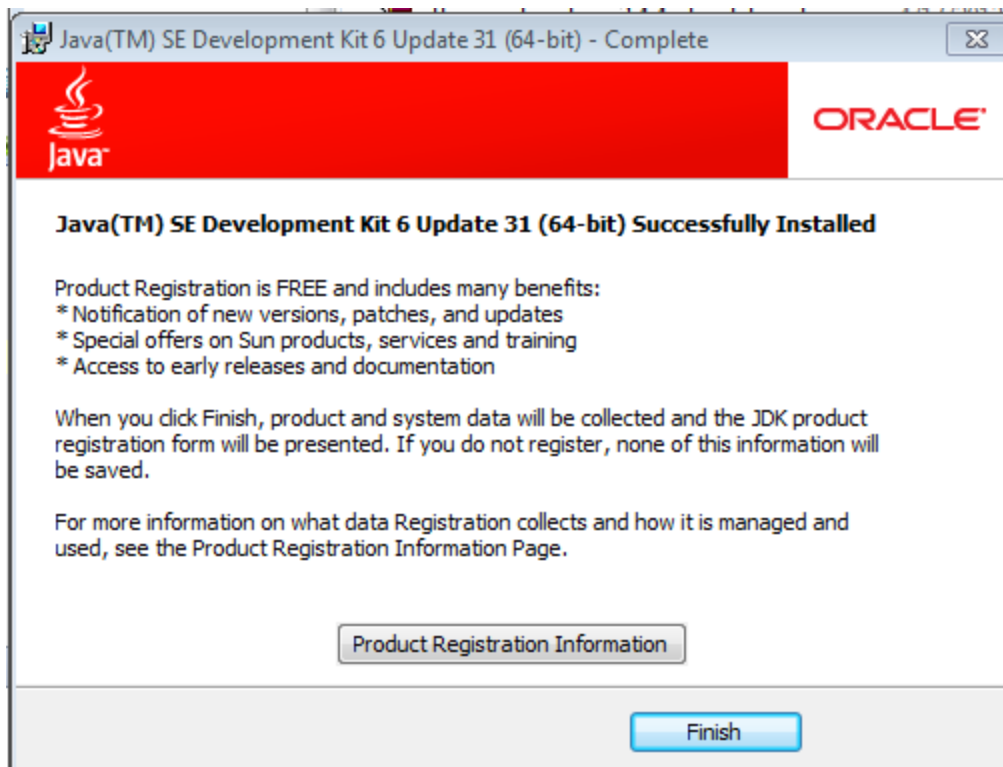 Java(TM) SE Development Kit 6 Update 31 (64-bit) - Complete
Java™
ORACLE®
Java(TM) SE Development Kit 6 Update 31 (64-bit) Successfully Installed
Product Registration is FREE and includes many benefits:
* Notification of new versions, patches, and updates
* Special offers on Sun products, services and training
* Access to early releases and documentation
When you click Finish, product and system data will be collected and the JDK product
registration form will be presented. If you do not register, none of this information will
be saved.
For more information on what data Registration collects and how it is managed and
used, see the Product Registration Information Page.
Product Registration Information
Finish